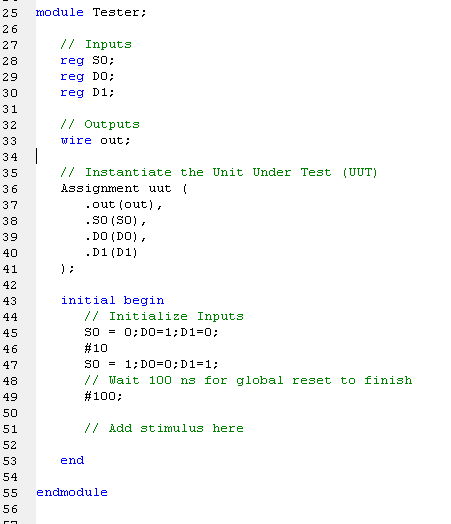 25 module Tester;
26
27 // Inputs
28 reg S0;
29 reg D0;
30 reg D1;
31
32 // Outputs
33 wire out;
34
35 // Instantiate the Unit Under Test (UUT)
36 Assignment uut (
37 .out(out),
38 .S0(S0),
39 .D0(D0),
40 .D1(D1)
41 );
42
43 initial begin
44 // Initialize Inputs
45 S0 = 0;D0=1;D1=0;
46 #10
47 S0 = 1;D0=0;D1=1;
48 // Wait 100 ns for global reset to finish
49 #100;
50
51 // Add stimulus here
52
53 end
54
55 endmodule
56